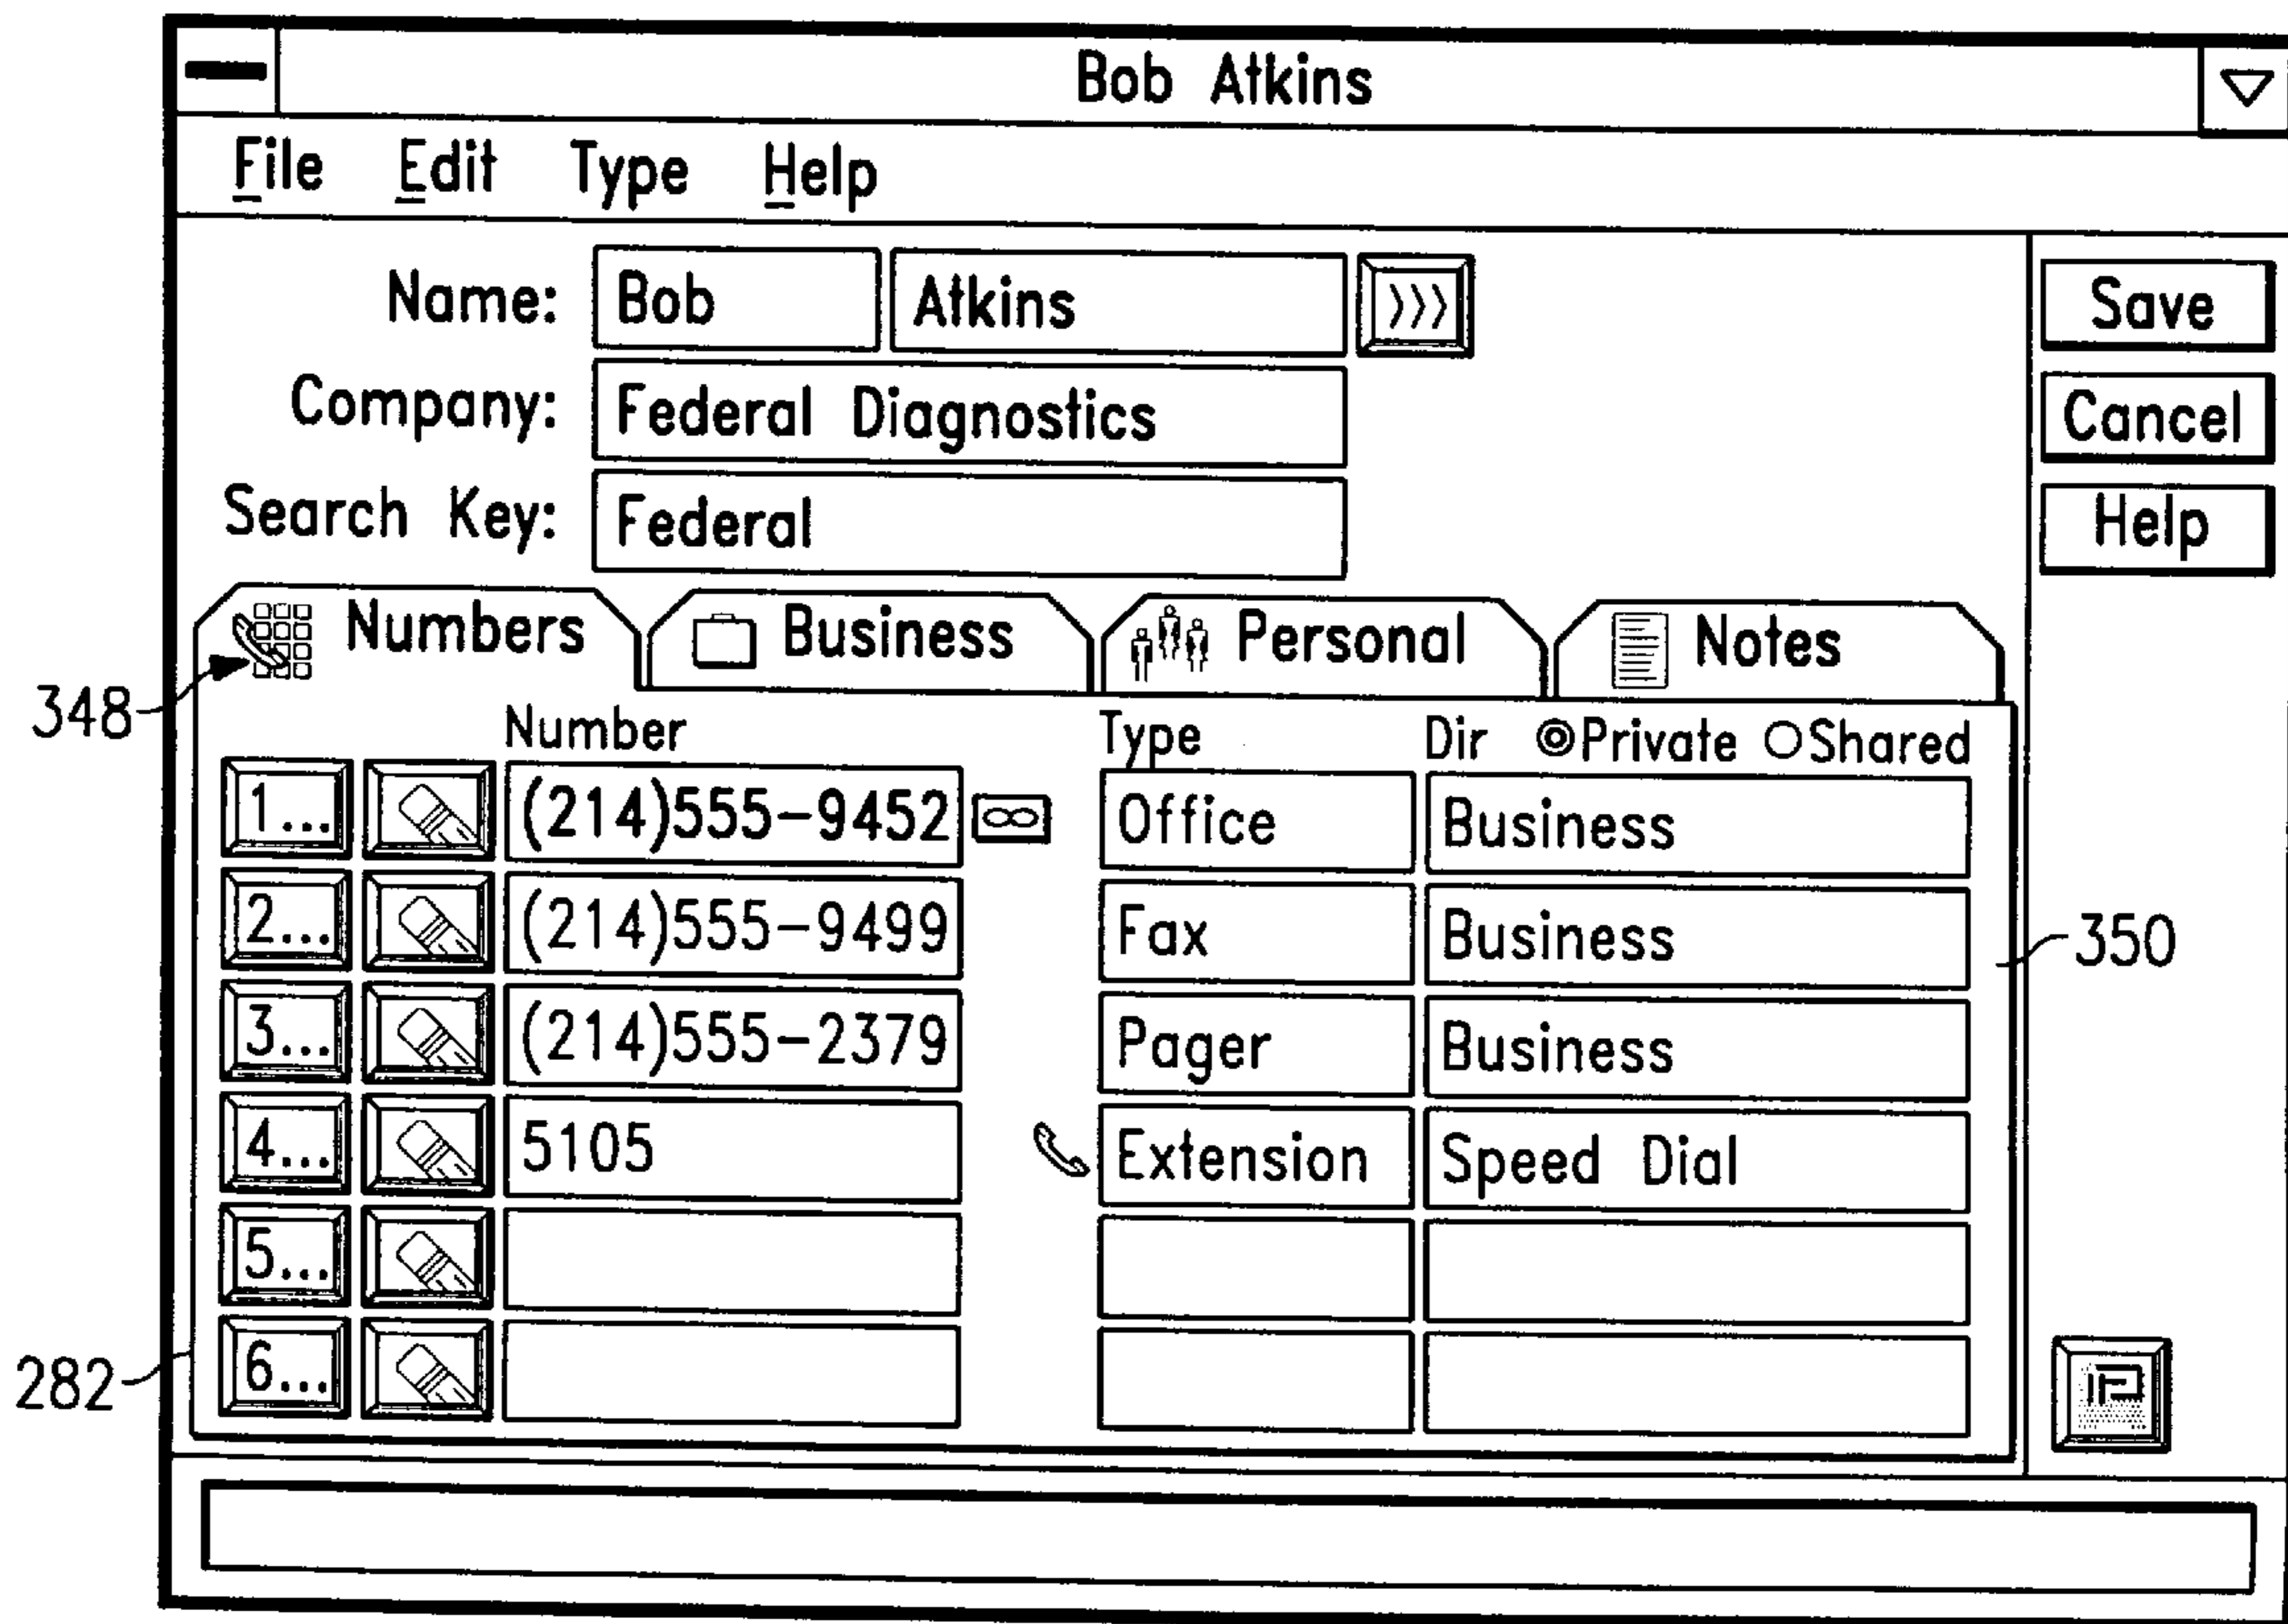 Bob Atkins
File Edit Type Help
Name: Bob Atkins >>> Save
Company: Federal Diagnostics Cancel
Search Key: Federal Help
Numbers Business Personal Notes
348
Number Type Dir Private Shared
1... (214)555-9452 Office Business
2... (214)555-9499 Fax Business 350
3... (214)555-2379 Pager Business
4... 5105 Extension Speed Dial
5...
282 6...